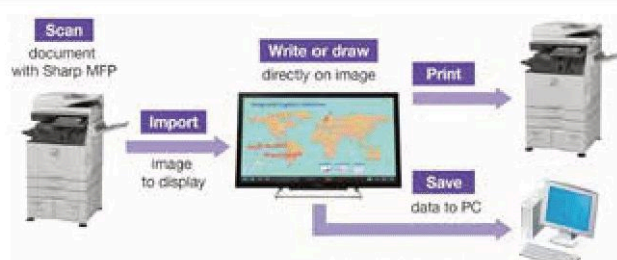 Scan
document
with Sharp MFP
Import
image
to display
Write or draw
directly on image
Print
Save
data to PC